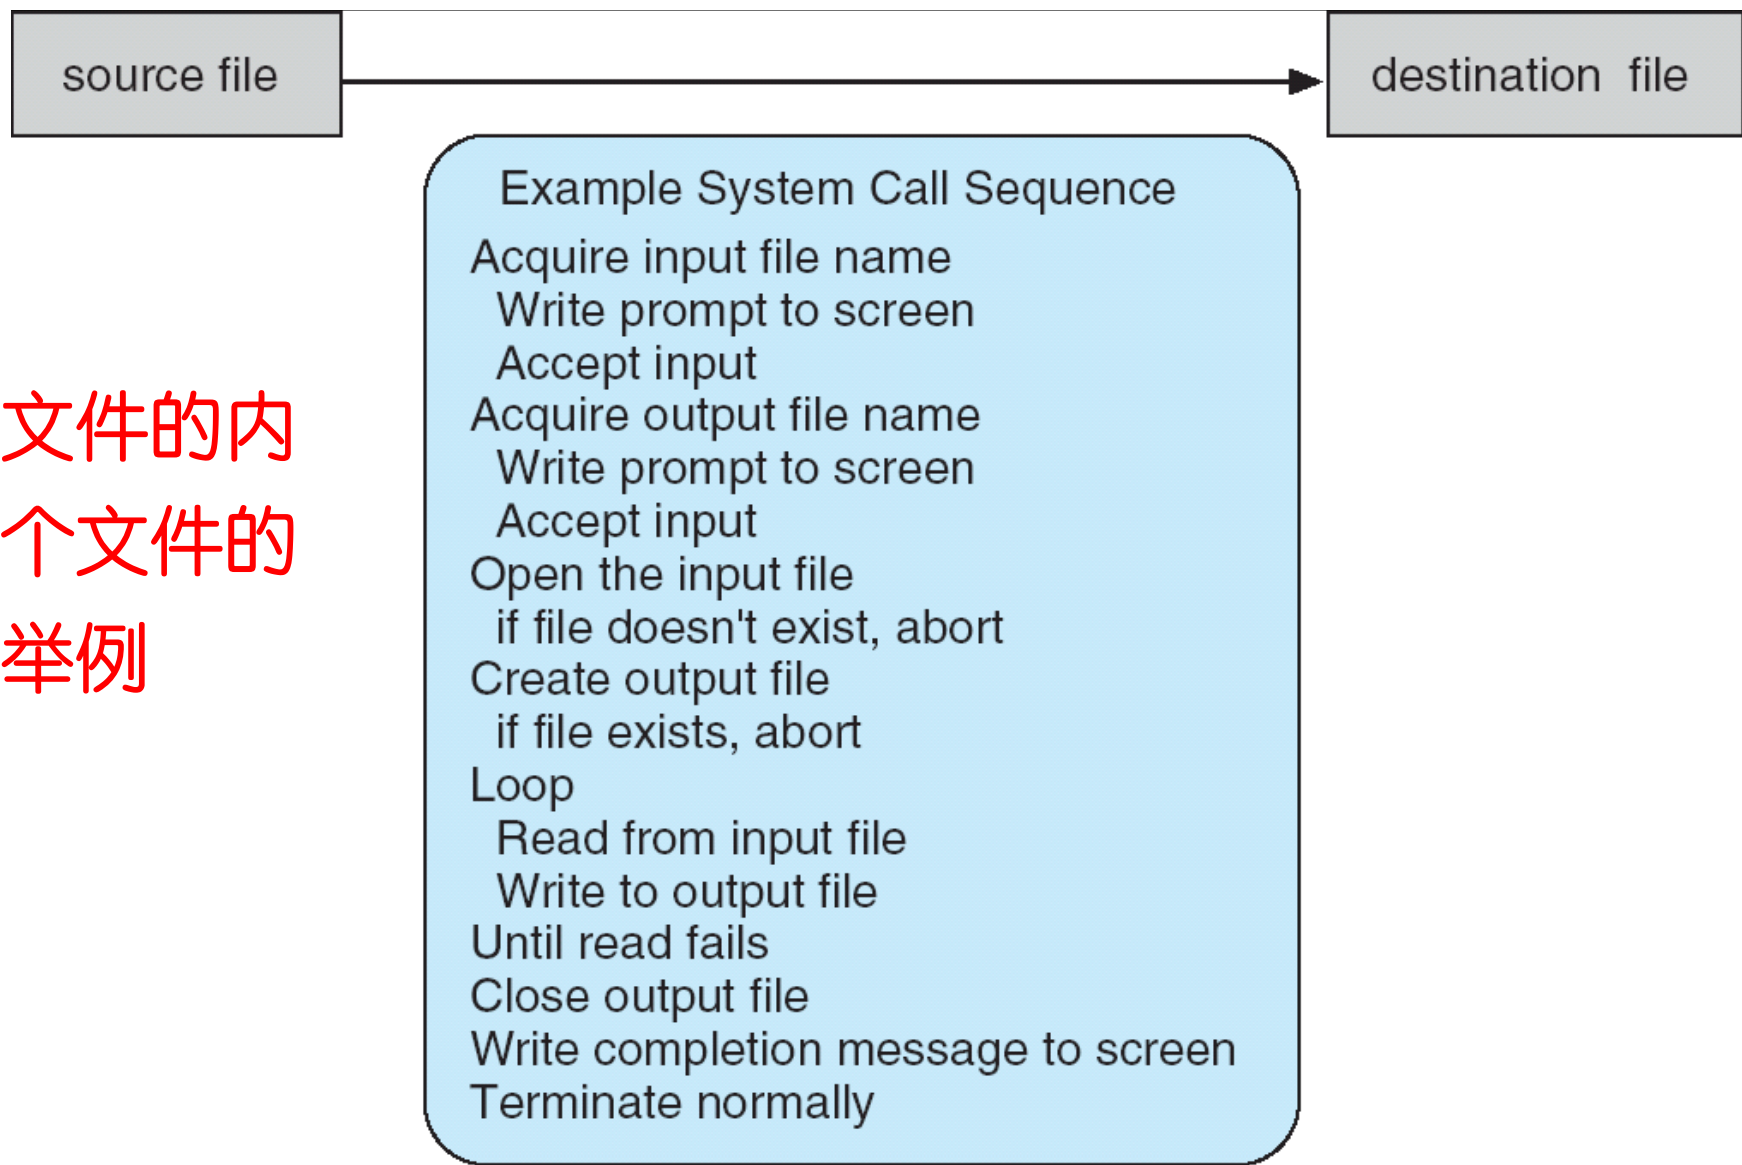 source file
destination file
Example System Call Sequence
Acquire input file name
Write prompt to screen
Accept input
Acquire output file name
Write prompt to screen
Accept input
Open the input file
if file doesn't exist, abort
Create output file
if file exists, abort
Loop
Read from input file
Write to output file
Until read fails
Close output file
Write completion message to screen
Terminate normally
文件的内
个文件的
举例